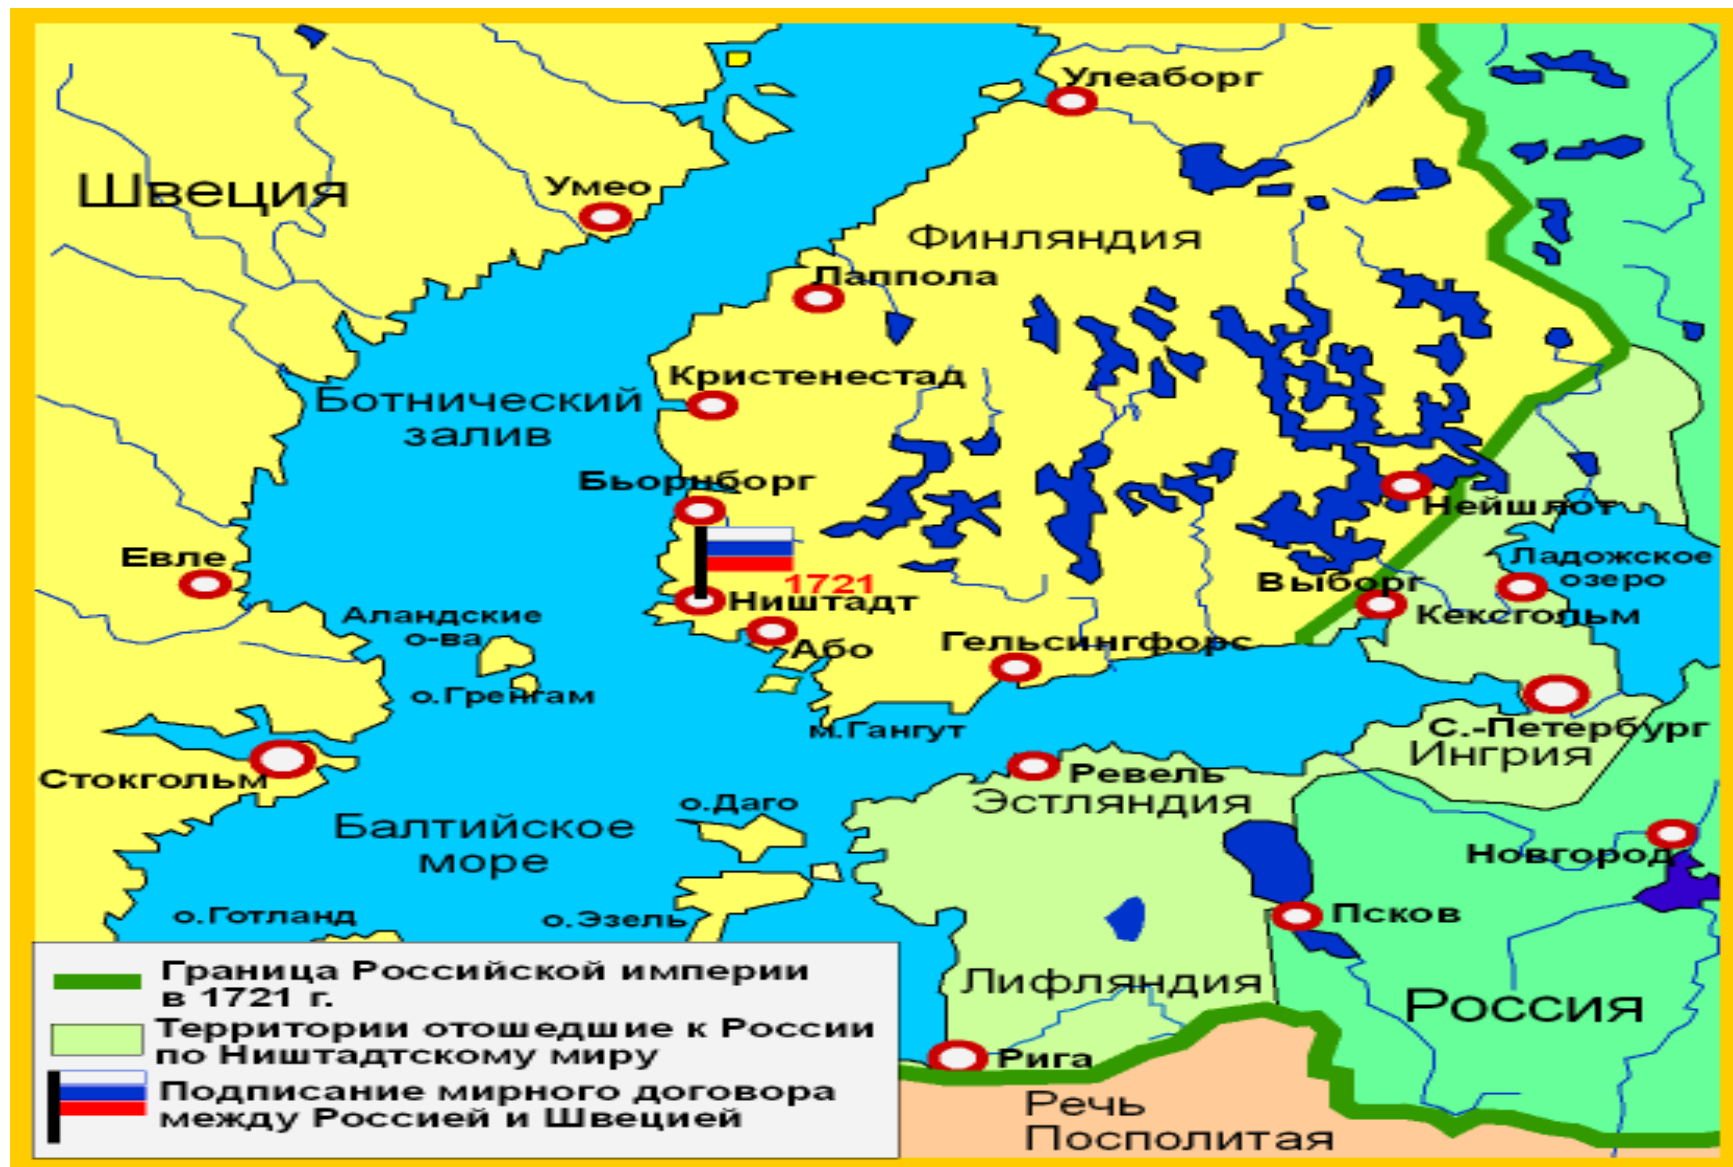 Улеаборг
Швеция
Умео
Финляндия
Лаппола
Кристенестад
Ботнический
залив
Бьорнборг
Нейшлот
Евле
Ладожское
озеро
1721
Выборг
Ништадт
Кексгольм
Аландские
о-ва
Або
Гельсингфорс
о.Гренгам
м.Гангут
С.-Петербург
Ингрия
Стокгольм
Ревель
Эстляндия
о.Даго
Балтийское
море
Новгород
о.Готланд
о.Эзель
Псков
Лифляндия
Россия
Рига
Речь
Посполитая
Граница Российской империи
в 1721 г.
Территории отошедшие к России
по Ништадтскому миру
Подписание мирного договора
между Россией и Швецией